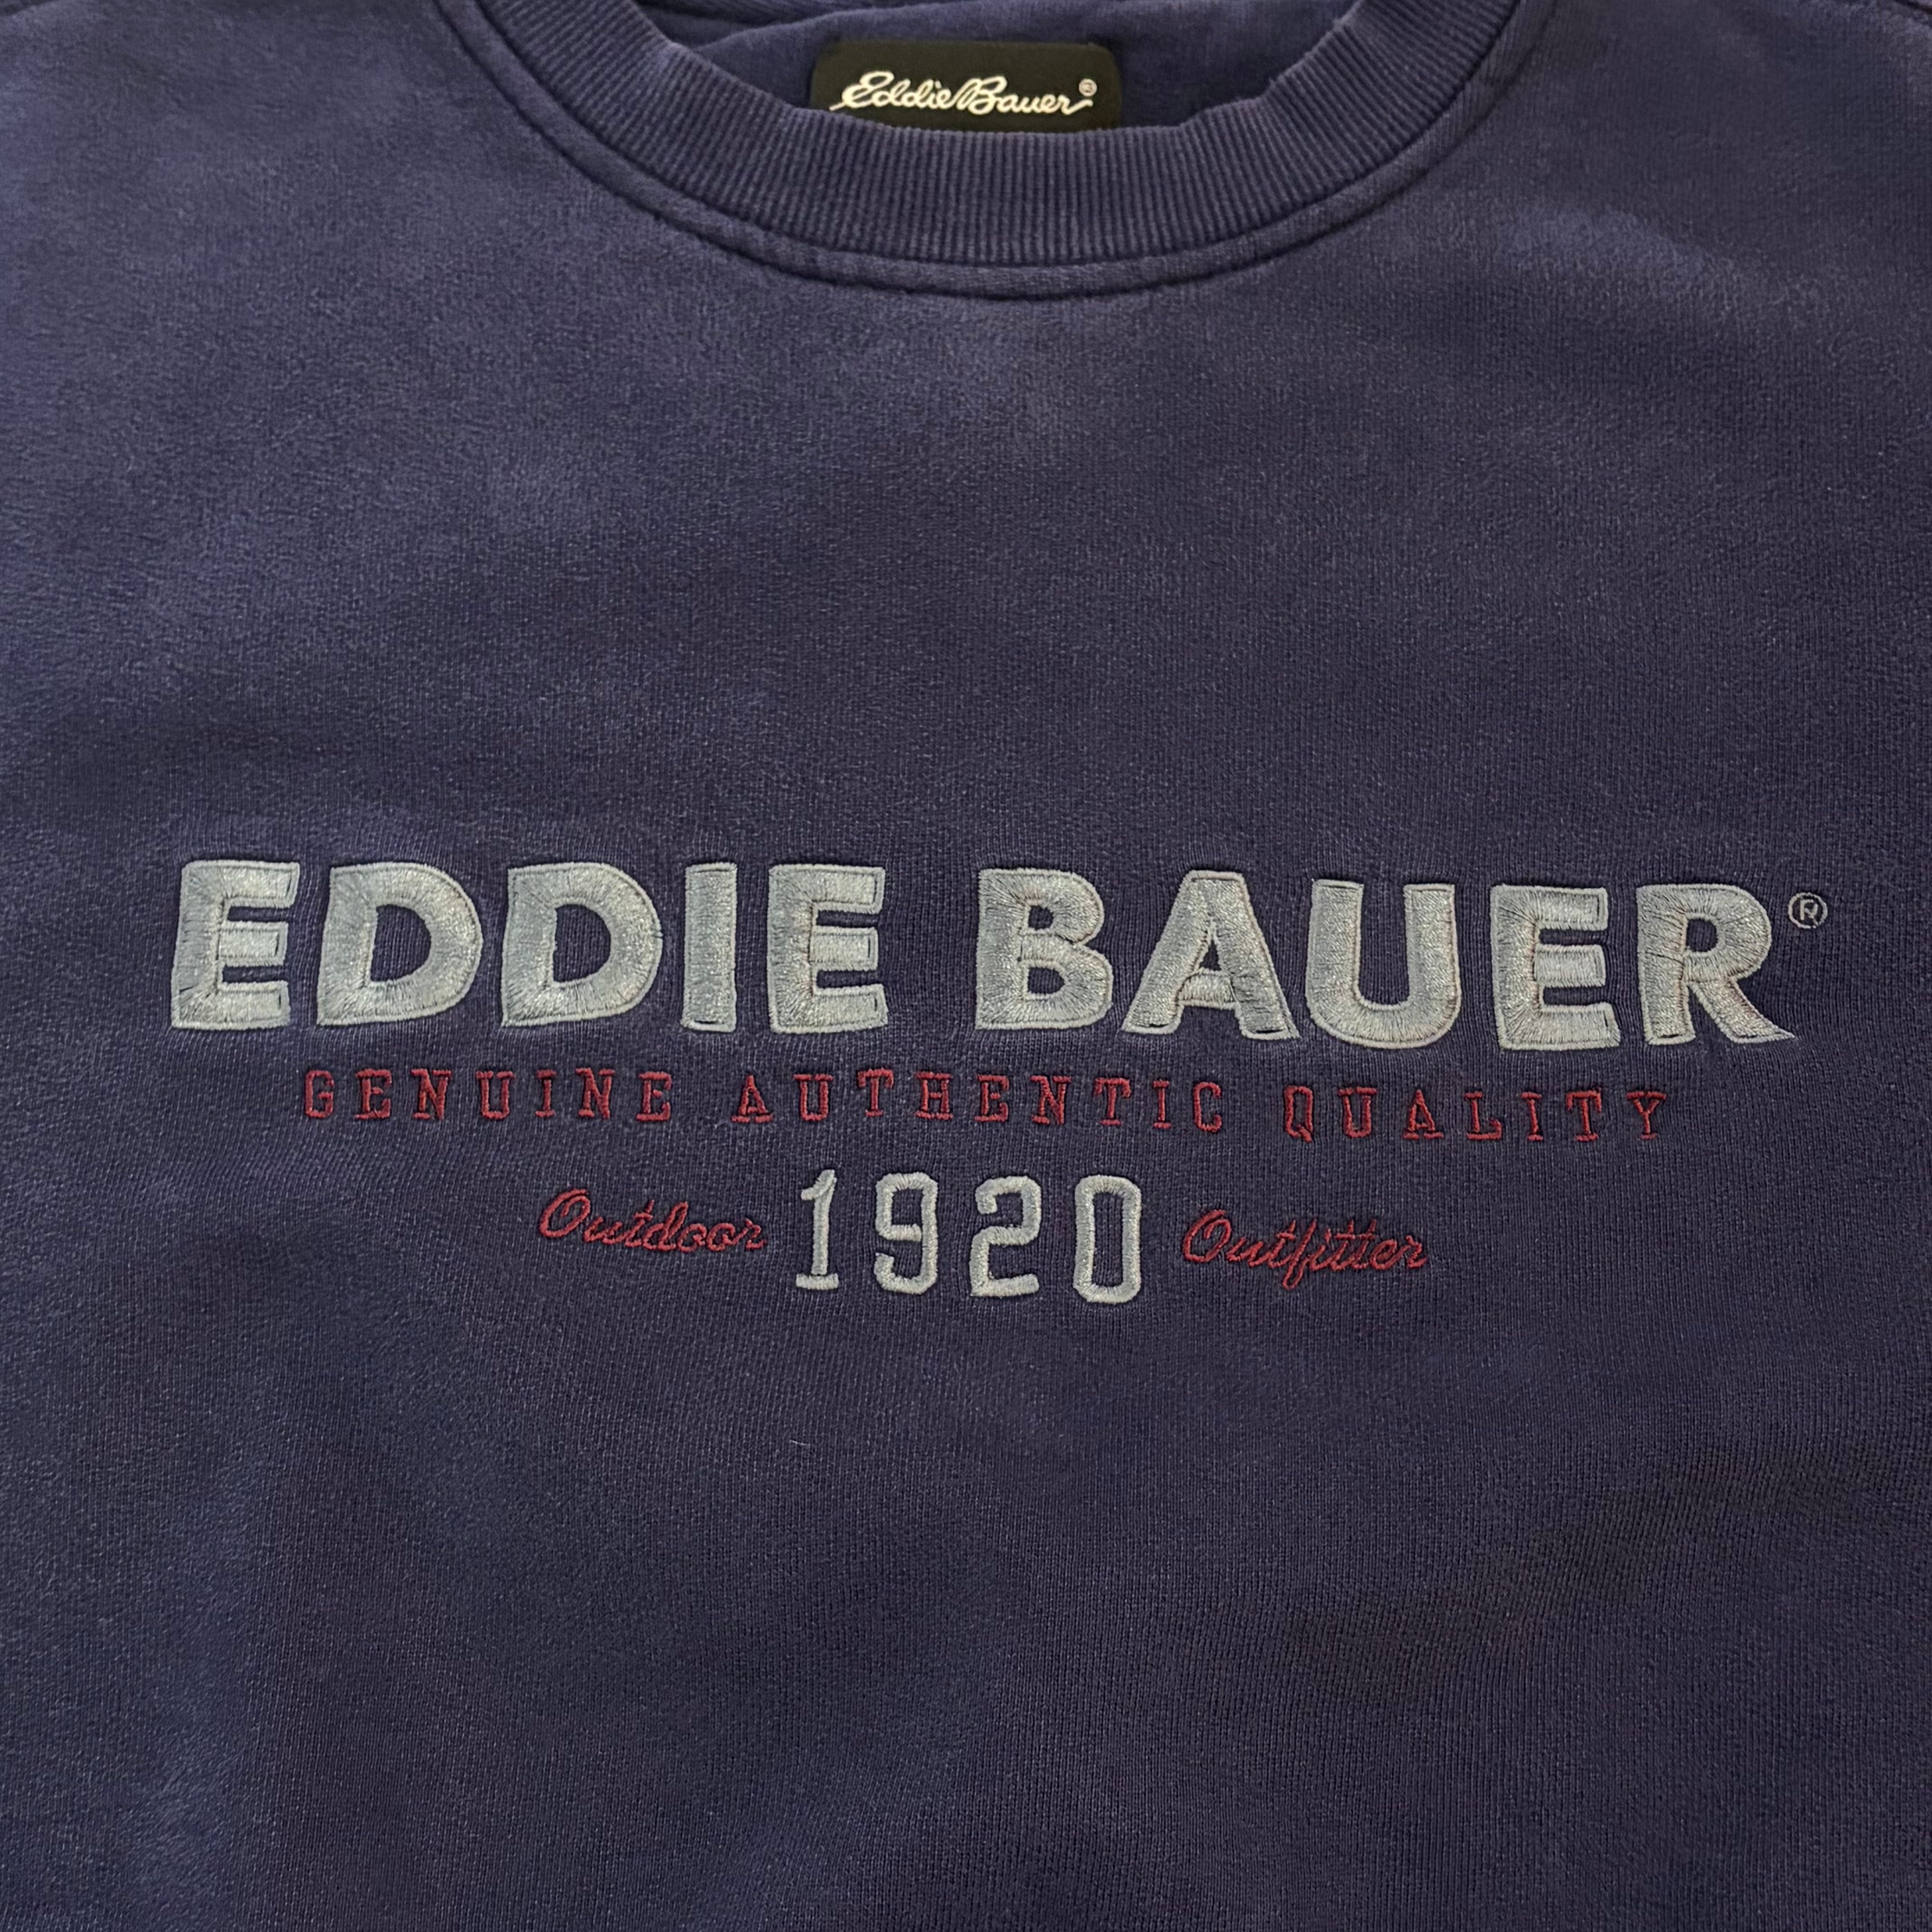 Eddie Bauer®
EDDIE BAUER®
GENUINE AUTHENTIC QUALITY
Outdoor 1920 Outfitter